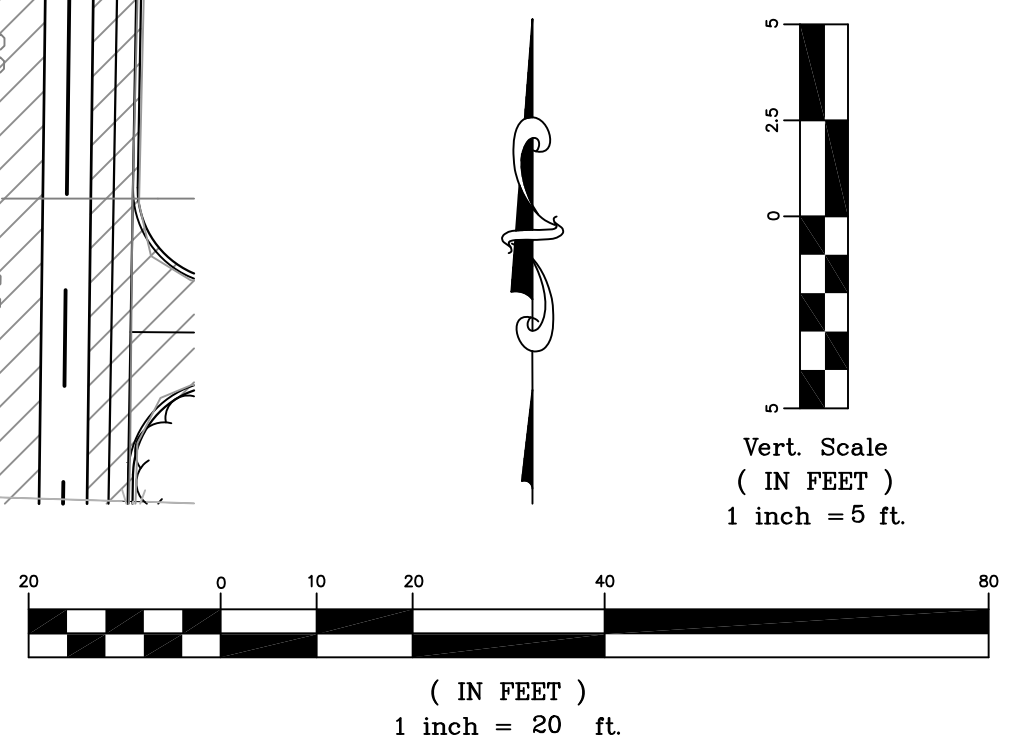 5
2.5
0
5
Vert. Scale
( IN FEET )
1 inch = 5 ft.
20 0 10 20 40 80
( IN FEET )
1 inch = 20 ft.